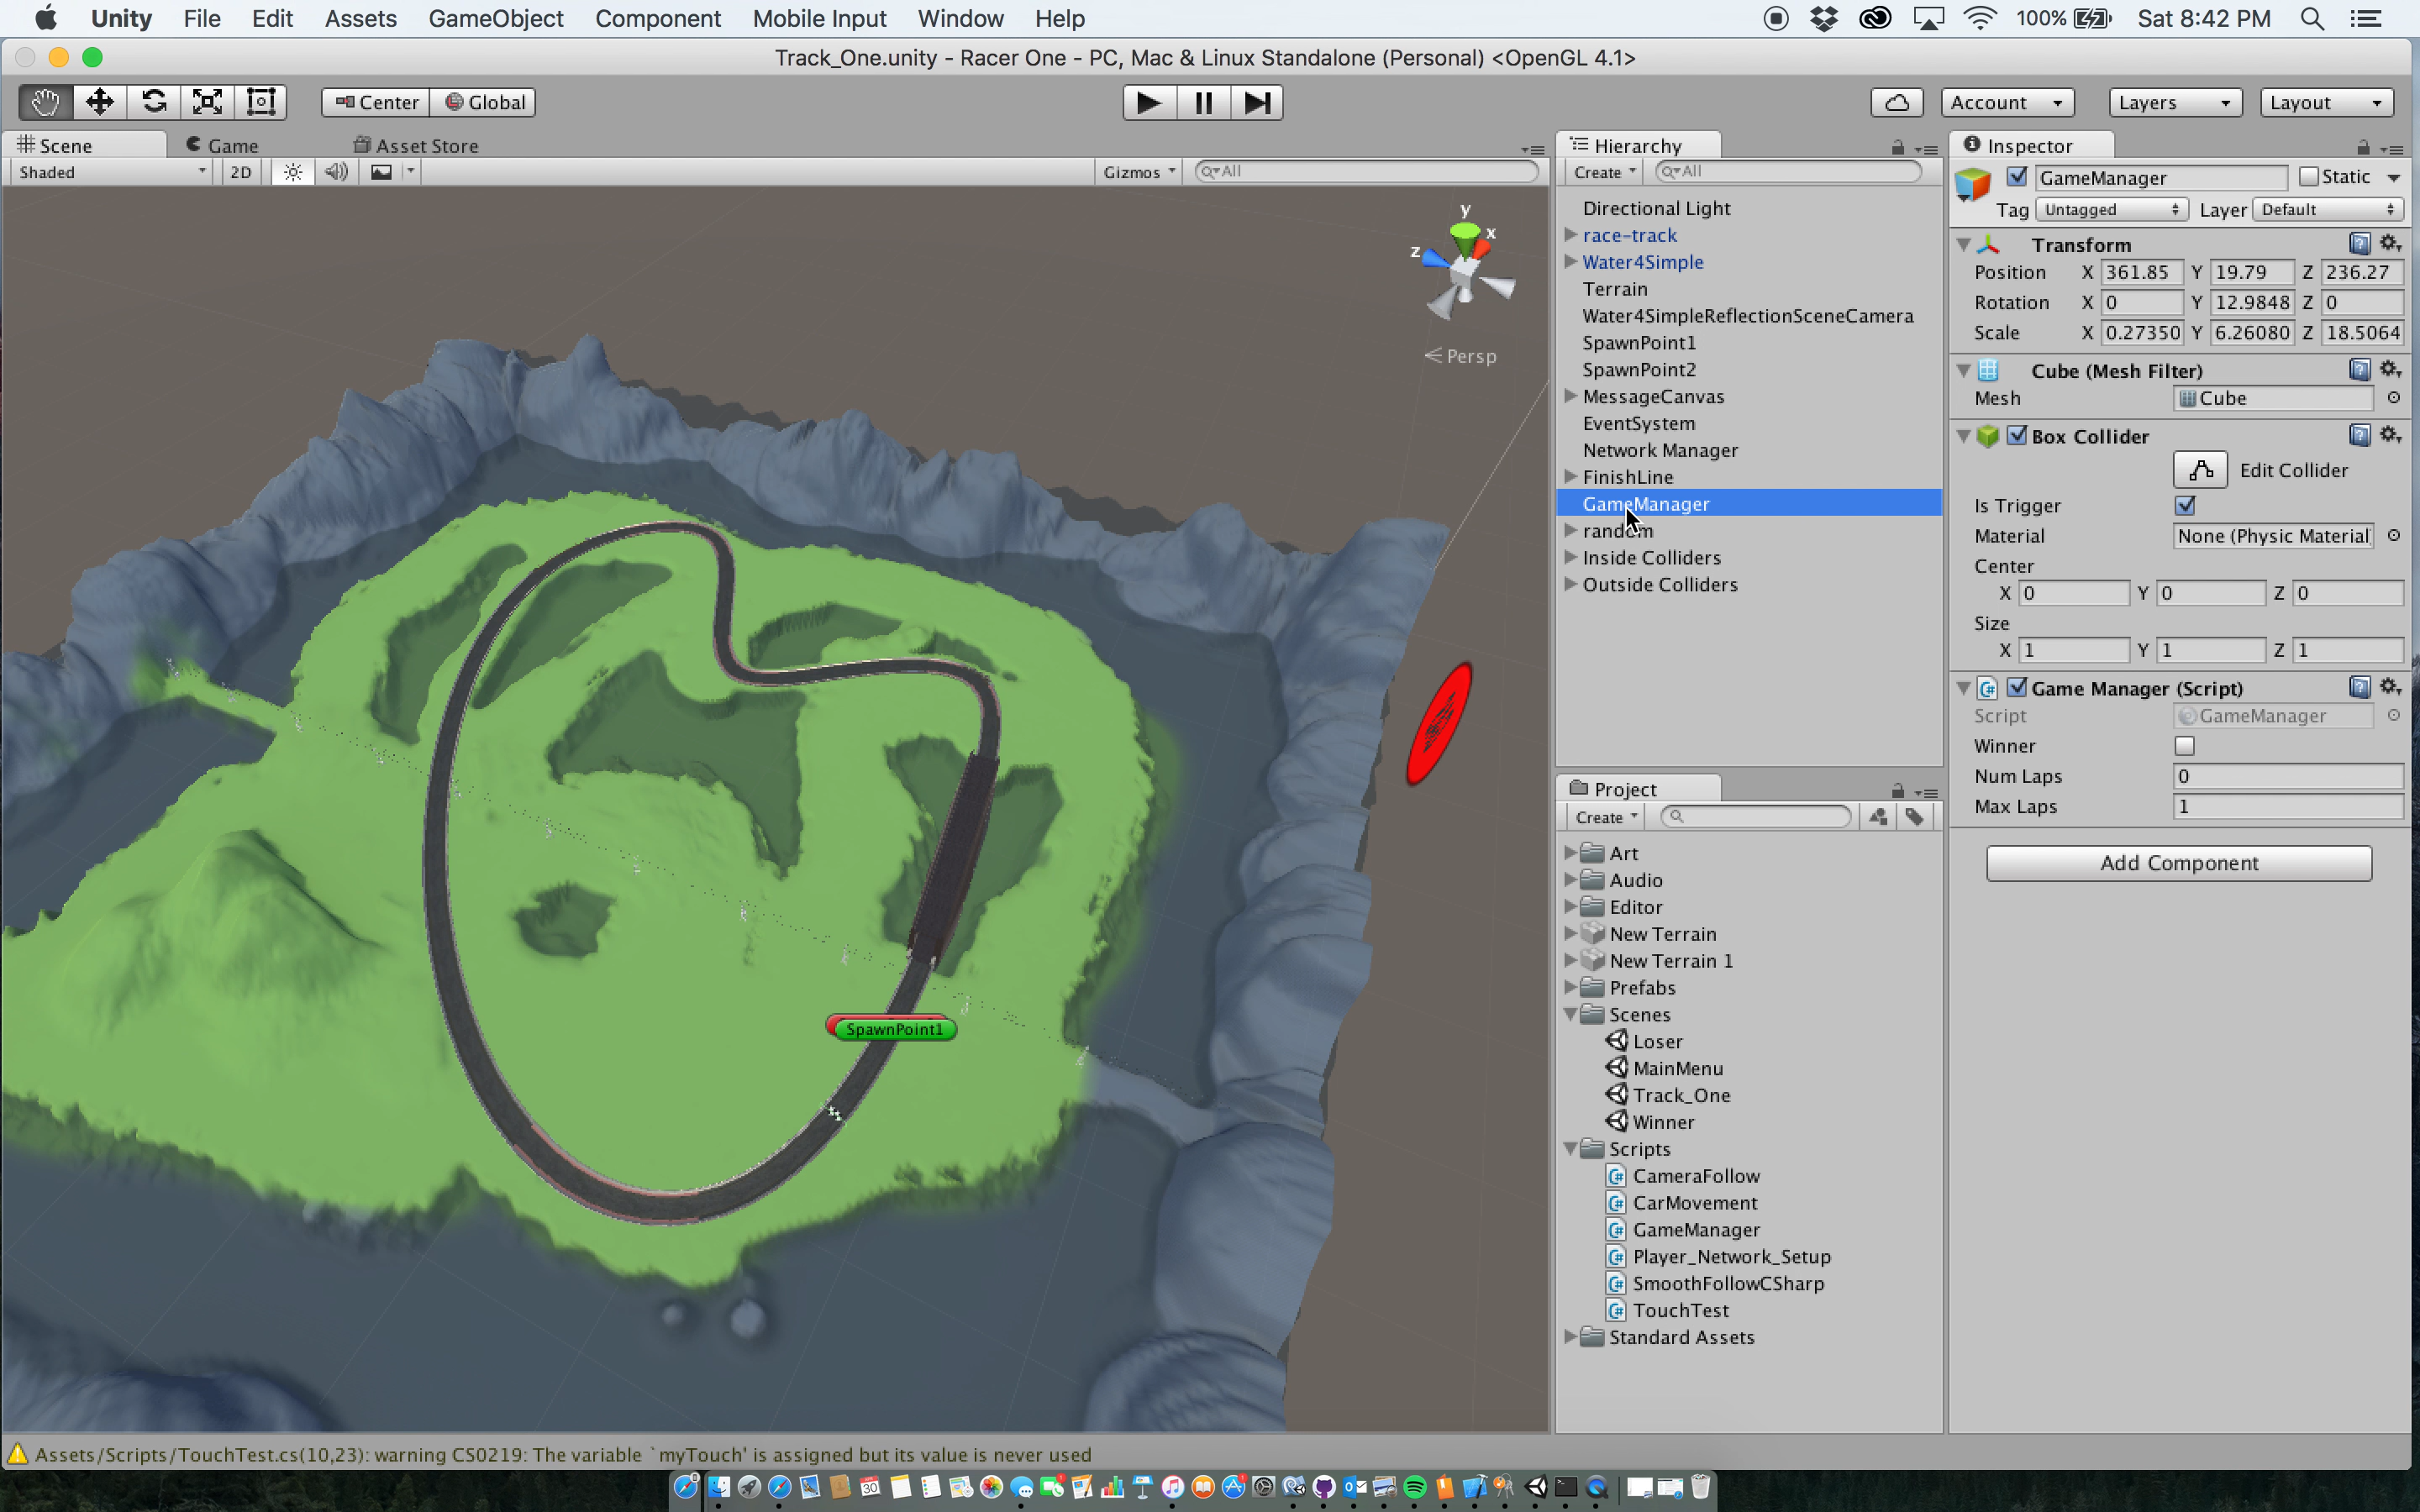 Unity File Edit Assets GameObject Component Mobile Input Window Help 100% Sat 8:42 PM
Track_One.unity - Racer One - PC, Mac & Linux Standalone (Personal) <OpenGL 4.1>
Center Global Account Layers Layout
Scene Game Asset Store
Shaded 2D Gizmos All
y
x
z
Persp
SpawnPoint1
Hierarchy
Create All
Directional Light
race-track
Water4Simple
Terrain
Water4SimpleReflectionSceneCamera
SpawnPoint1
SpawnPoint2
MessageCanvas
EventSystem
Network Manager
FinishLine
GameManager
random
Inside Colliders
Outside Colliders
Project
Create
Art
Audio
Editor
New Terrain
New Terrain 1
Prefabs
Scenes
Loser
MainMenu
Track_One
Winner
Scripts
CameraFollow
CarMovement
GameManager
Player_Network_Setup
SmoothFollowCSharp
TouchTest
Standard Assets
Inspector
GameManager Static
Tag Untagged Layer Default
Transform
Position X 361.85 Y 19.79 Z 236.27
Rotation X 0 Y 12.9848 Z 0
Scale X 0.27350 Y 6.26080 Z 18.5064
Cube (Mesh Filter)
Mesh Cube
Box Collider
Edit Collider
Is Trigger
Material None (Physic Material
Center
X 0 Y 0 Z 0
Size
X 1 Y 1 Z 1
Game Manager (Script)
Script GameManager
Winner
Num Laps 0
Max Laps 1
Add Component
Assets/Scripts/TouchTest.cs(10,23): warning CS0219: The variable `myTouch' is assigned but its value is never used
30